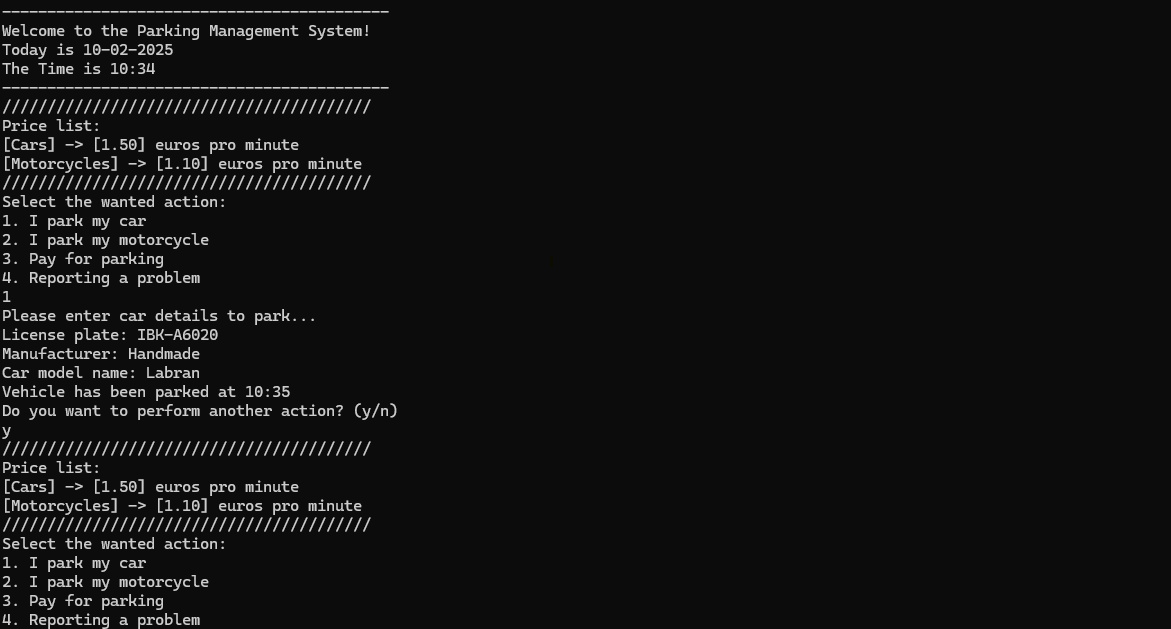 -------------------------------------------
Welcome to the Parking Management System!
Today is 10-02-2025
The Time is 10:34
-------------------------------------------
/////////////////////////////////////////
Price list:
[Cars] -> [1.50] euros pro minute
[Motorcycles] -> [1.10] euros pro minute
/////////////////////////////////////////
Select the wanted action:
1. I park my car
2. I park my motorcycle
3. Pay for parking
4. Reporting a problem
1
Please enter car details to park...
License plate: IBK-A6020
Manufacturer: Handmade
Car model name: Labran
Vehicle has been parked at 10:35
Do you want to perform another action? (y/n)
y
/////////////////////////////////////////
Price list:
[Cars] -> [1.50] euros pro minute
[Motorcycles] -> [1.10] euros pro minute
/////////////////////////////////////////
Select the wanted action:
1. I park my car
2. I park my motorcycle
3. Pay for parking
4. Reporting a problem